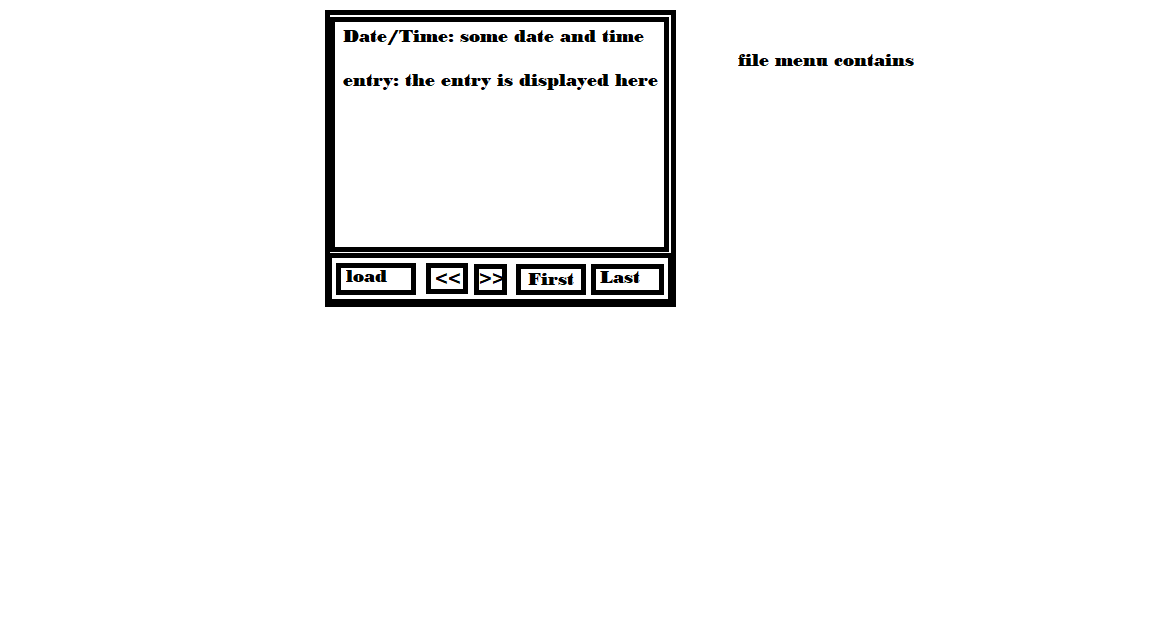 Date/Time: some date and time
file menu contains
entry: the entry is displayed here
load << >> First Last